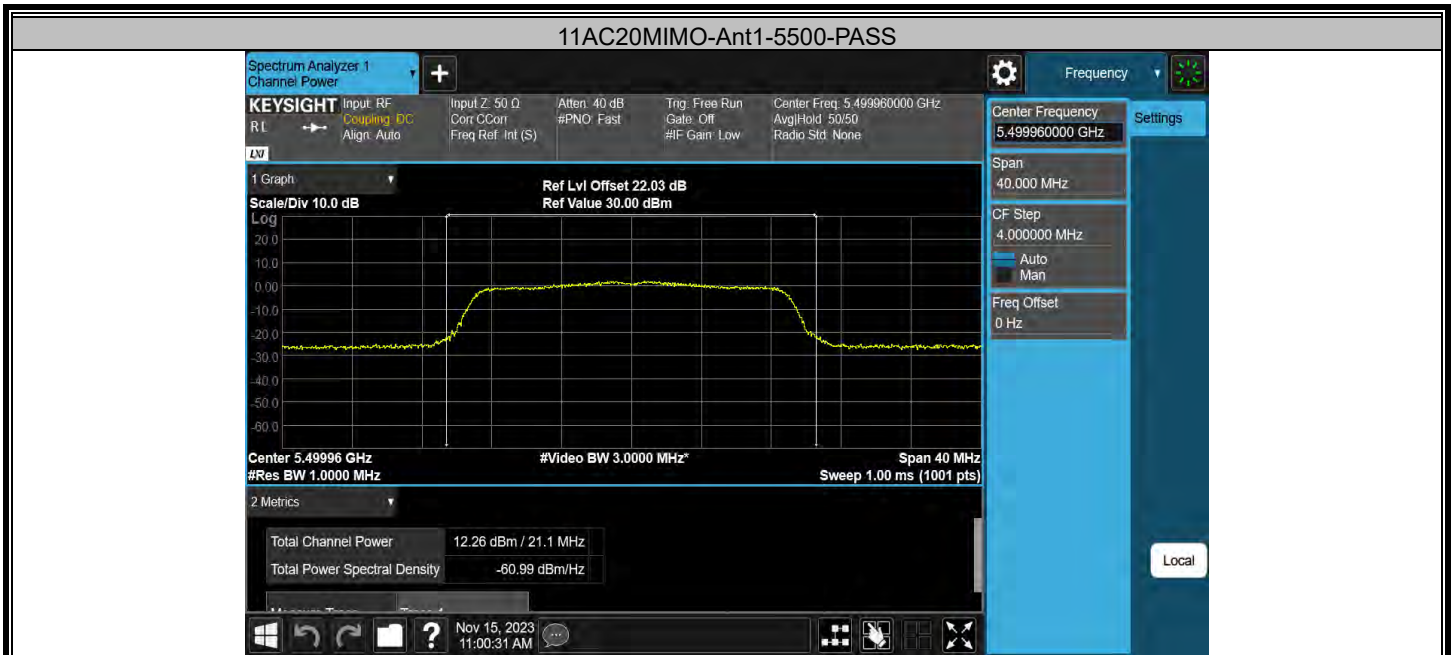 11AC20MIMO-Ant1-5500-PASS
Spectrum Analyzer 1
Channel Power
+
Frequency
KEYSIGHT
RL
LXI
Input: RF
Coupling: DC
Align: Auto
Input Z: 50 Ω
Corr CCorr
Freq Ref: Int (S)
Atten: 40 dB
#PNO: Fast
Trig: Free Run
Gate: Off
#IF Gain: Low
Center Freq: 5.499960000 GHz
Avg|Hold: 50/50
Radio Std: None
Center Frequency
5.499960000 GHz
Settings
Span
40.000 MHz
CF Step
4.000000 MHz
Auto
Man
Freq Offset
0 Hz
Local
1 Graph
Scale/Div 10.0 dB
Ref Lvl Offset 22.03 dB
Ref Value 30.00 dBm
Log
20.0
10.0
0.00
-10.0
-20.0
-30.0
-40.0
-50.0
-60.0
Center 5.49996 GHz
#Res BW 1.0000 MHz
#Video BW 3.0000 MHz*
Span 40 MHz
Sweep 1.00 ms (1001 pts)
2 Metrics
Total Channel Power 12.26 dBm / 21.1 MHz
Total Power Spectral Density -60.99 dBm/Hz
?
Nov 15, 2023
11:00:31 AM